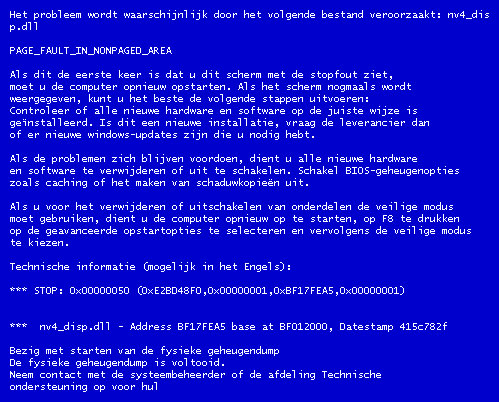 Het probleem wordt waarschijnlijk door het volgende bestand veroorzaakt: nv4_dis
p.dll
PAGE_FAULT_IN_NONPAGED_AREA
Als dit de eerste keer is dat u dit scherm met de stopfout ziet,
moet u de computer opnieuw opstarten. Als het scherm nogmaals wordt
weergegeven, kunt u het beste de volgende stappen uitvoeren:
Controleer of alle nieuwe hardware en software op de juiste wijze is
geïnstalleerd. Is dit een nieuwe installatie, vraag de leverancier dan
of er nieuwe windows-updates zijn die u nodig hebt.
Als de problemen zich blijven voordoen, dient u alle nieuwe hardware
en software te verwijderen of uit te schakelen. Schakel BIOS-geheugenopties
zoals caching of het maken van schaduwkopieën uit.
Als u voor het verwijderen of uitschakelen van onderdelen de veilige modus
moet gebruiken, dient u de computer opnieuw op te starten, op F8 te drukken
op de geavanceerde opstartopties te selecteren en vervolgens de veilige modus
te kiezen.
Technische informatie (mogelijk in het Engels):
*** STOP: 0x00000050 (0xE2BD48F0,0x00000001,0xBF17FEA5,0x00000001)
***  nv4_disp.dll - Address BF17FEA5 base at BF012000, Datestamp 415c782f
Bezig met starten van de fysieke geheugendump
De fysieke geheugendump is voltooid.
Neem contact met de systeembeheerder of de afdeling Technische
ondersteuning op voor hul